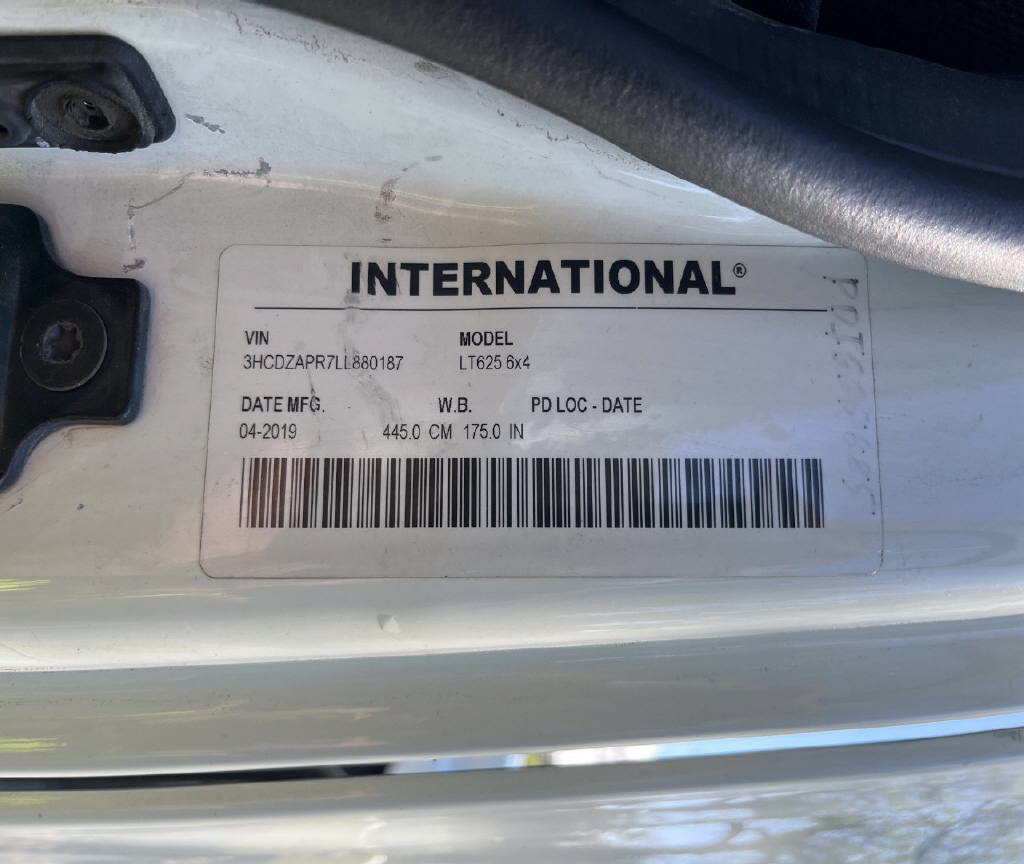 INTERNATIONAL®
VIN MODEL
3HCDZAPR7LL880187 LT625 6x4
DATE MFG. W.B. PD LOC - DATE
04-2019 445.0 CM 175.0 IN